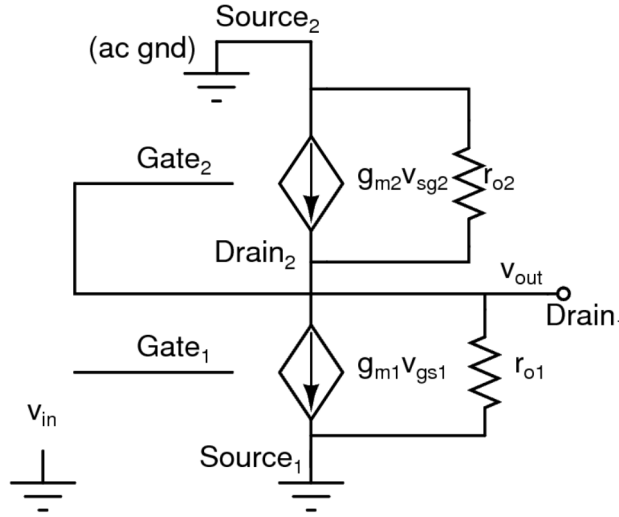 Source₂
(ac gnd)
Gate₂
gm2vsg2
ro2
Drain₂
vout
Drain
Gate₁
gm1vgs1
ro1
vin
Source₁